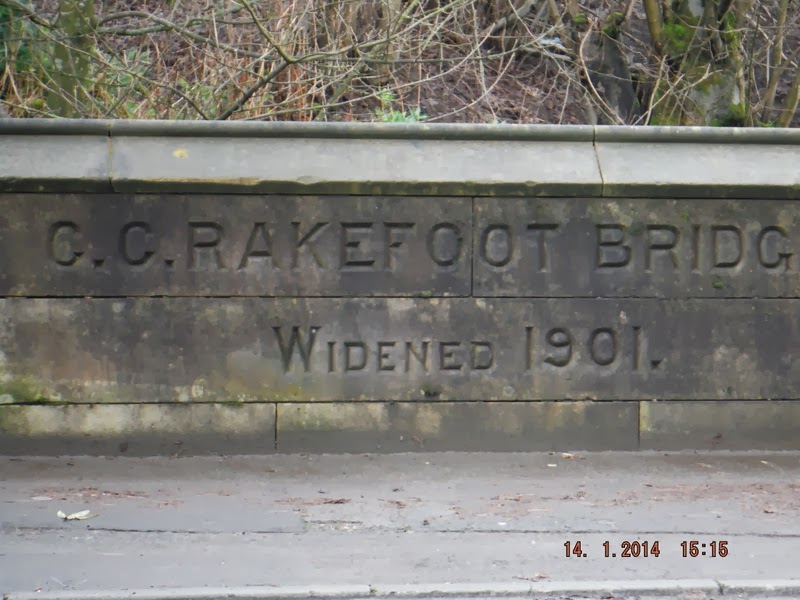 C.C. RAKEFOOT BRIDG
WIDENED 1901.
14. 1.2014 15:15